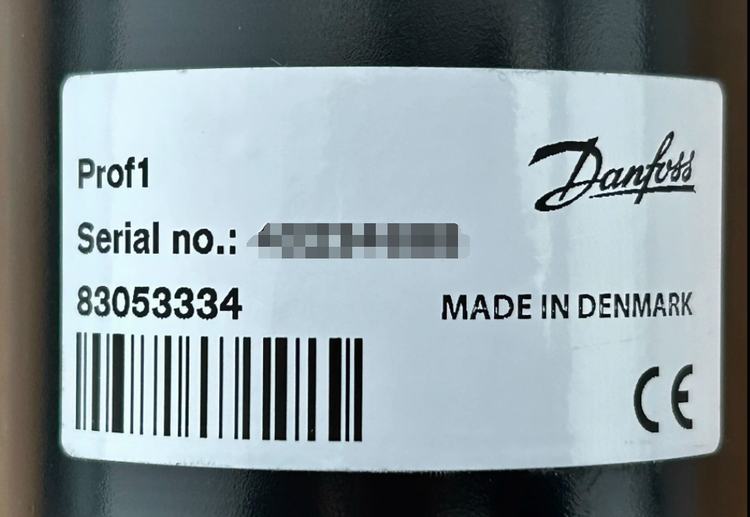 Prof1
Danfoss
Serial no.:
83053334
MADE IN DENMARK
CE